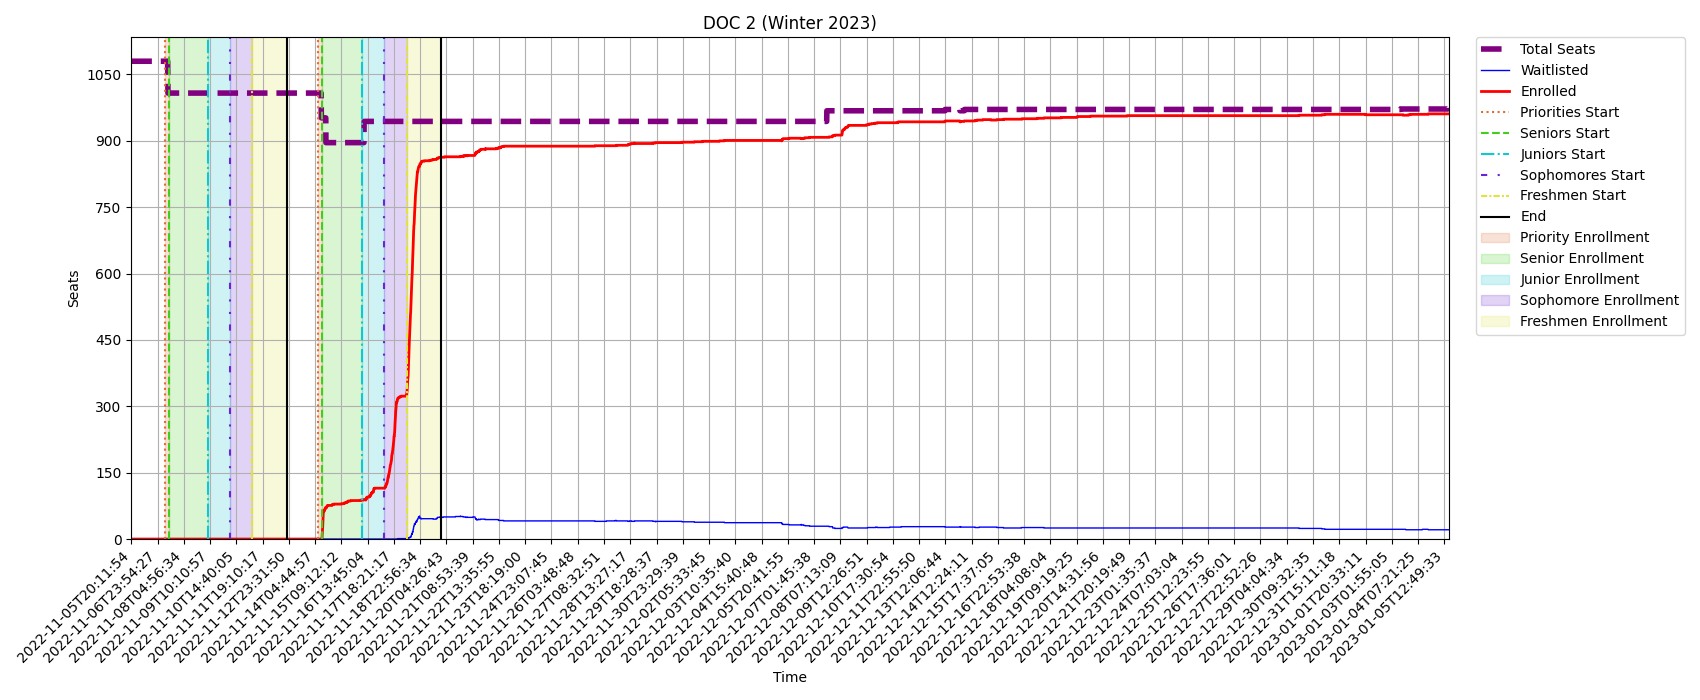 DOC 2 (Winter 2023)
Seats
1050
900
750
600
450
300
150
0
2022-11-05T20:11:54
2022-11-06T23:54:27
2022-11-08T04:56:34
2022-11-09T10:10:57
2022-11-10T14:40:05
2022-11-11T19:10:17
2022-11-12T23:31:50
2022-11-14T04:44:57
2022-11-15T09:12:12
2022-11-16T13:45:04
2022-11-17T18:21:17
2022-11-18T22:56:34
2022-11-20T04:26:43
2022-11-21T08:53:39
2022-11-22T13:35:55
2022-11-23T18:19:00
2022-11-24T23:07:45
2022-11-26T03:48:48
2022-11-27T08:32:51
2022-11-28T13:27:17
2022-11-29T18:28:37
2022-11-30T23:29:39
2022-12-02T05:33:45
2022-12-03T10:35:40
2022-12-04T15:40:48
2022-12-05T20:41:55
2022-12-07T01:45:38
2022-12-08T07:13:09
2022-12-09T12:26:51
2022-12-10T17:30:54
2022-12-11T22:55:50
2022-12-13T12:06:44
2022-12-14T12:24:11
2022-12-15T17:37:05
2022-12-16T22:53:38
2022-12-18T04:08:04
2022-12-19T09:19:25
2022-12-20T14:31:56
2022-12-21T20:19:49
2022-12-23T01:35:37
2022-12-24T07:03:04
2022-12-25T12:23:55
2022-12-26T17:36:01
2022-12-27T22:52:26
2022-12-29T04:04:34
2022-12-30T09:32:35
2022-12-31T15:11:18
2023-01-01T20:33:11
2023-01-03T01:55:05
2023-01-04T07:21:25
2023-01-05T12:49:33
Time
Total Seats
Waitlisted
Enrolled
Priorities Start
Seniors Start
Juniors Start
Sophomores Start
Freshmen Start
End
Priority Enrollment
Senior Enrollment
Junior Enrollment
Sophomore Enrollment
Freshmen Enrollment